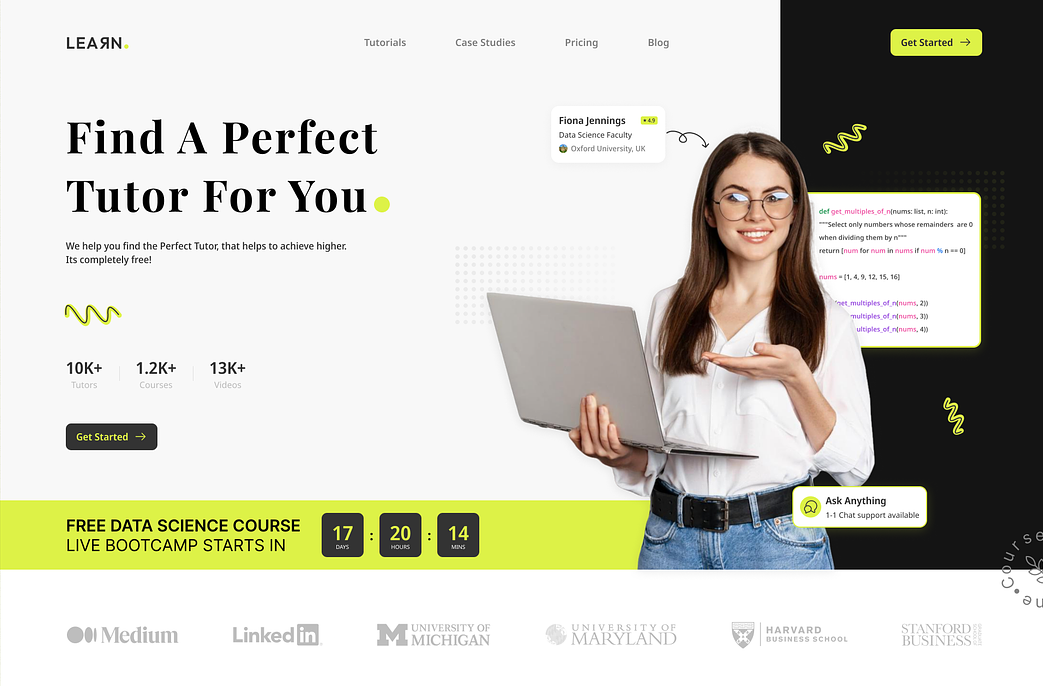 LEAЯN.
Tutorials
Case Studies
Pricing
Blog
Get Started
Find A Perfect
Tutor For You.
We help you find the Perfect Tutor, that helps to achieve higher.
Its completely free!
10K+
Tutors
1.2K+
Courses
13K+
Videos
Get Started
Fiona Jennings
4.9
Data Science Faculty
Oxford University, UK
def get_multiples_of_n(nums: list, n: int):
"""Select only numbers whose remainders are 0
when dividing them by n"""
return [num for num in nums if num % n == 0]
nums = [1, 4, 9, 12, 15, 16]
get_multiples_of_n(nums, 2))
multiples_of_n(nums, 3))
multiples_of_n(nums, 4))
Ask Anything
1-1 Chat support available
FREE DATA SCIENCE COURSE
LIVE BOOTCAMP STARTS IN
17 : 20 : 14
DAYS HOURS MINS
Course
Medium
Linked in
M UNIVERSITY OF
MICHIGAN
UNIVERSITY OF
MARYLAND
HARVARD
BUSINESS SCHOOL
STANFORD
BUSINESS